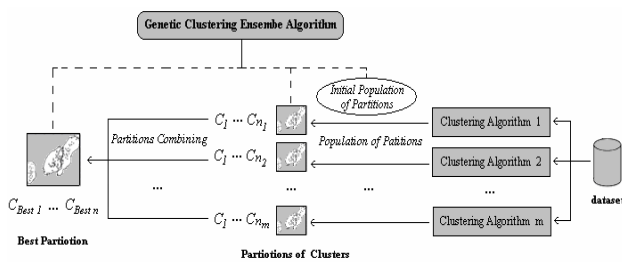 Genetic Clustering Ensembe Algorithm
Initial Population
of Partitions
C1 ... Cn1
Clustering Algorithm 1
Partitions Combining
Population of Patitions
C1 ... Cn2
Clustering Algorithm 2
...
...
...
...
CBest 1 ... CBest n
C1 ... Cnm
Clustering Algorithm m
dataset
Best Partiotion
Partiotions of Clusters